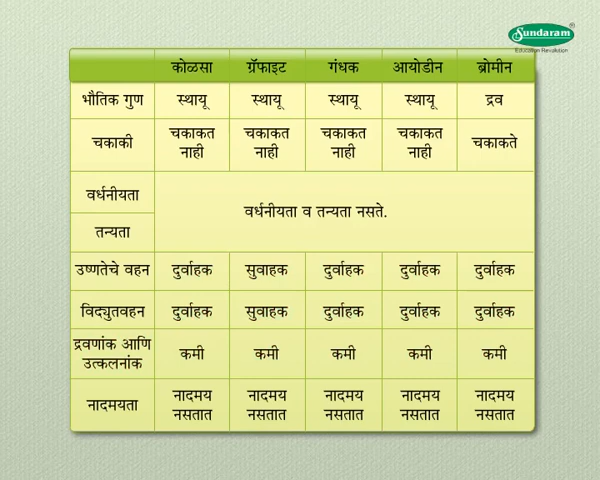 Sundaram
Education Revolution
कोळसा ग्रॅफाइट गंधक आयोडीन ब्रोमीन
भौतिक गुण स्थायू स्थायू स्थायू स्थायू द्रव
चकाकी चकाकत नाही चकाकत नाही चकाकत नाही चकाकत नाही चकाकते
वर्धनीयता
वर्धनीयता व तन्यता नसते.
तन्यता
उष्णतेचे वहन दुर्वाहक सुवाहक दुर्वाहक दुर्वाहक दुर्वाहक
विद्युतवहन दुर्वाहक सुवाहक दुर्वाहक दुर्वाहक दुर्वाहक
द्रवणांक आणि उत्कलनांक कमी कमी कमी कमी कमी
नादमयता नादमय नसतात नादमय नसतात नादमय नसतात नादमय नसतात नादमय नसतात